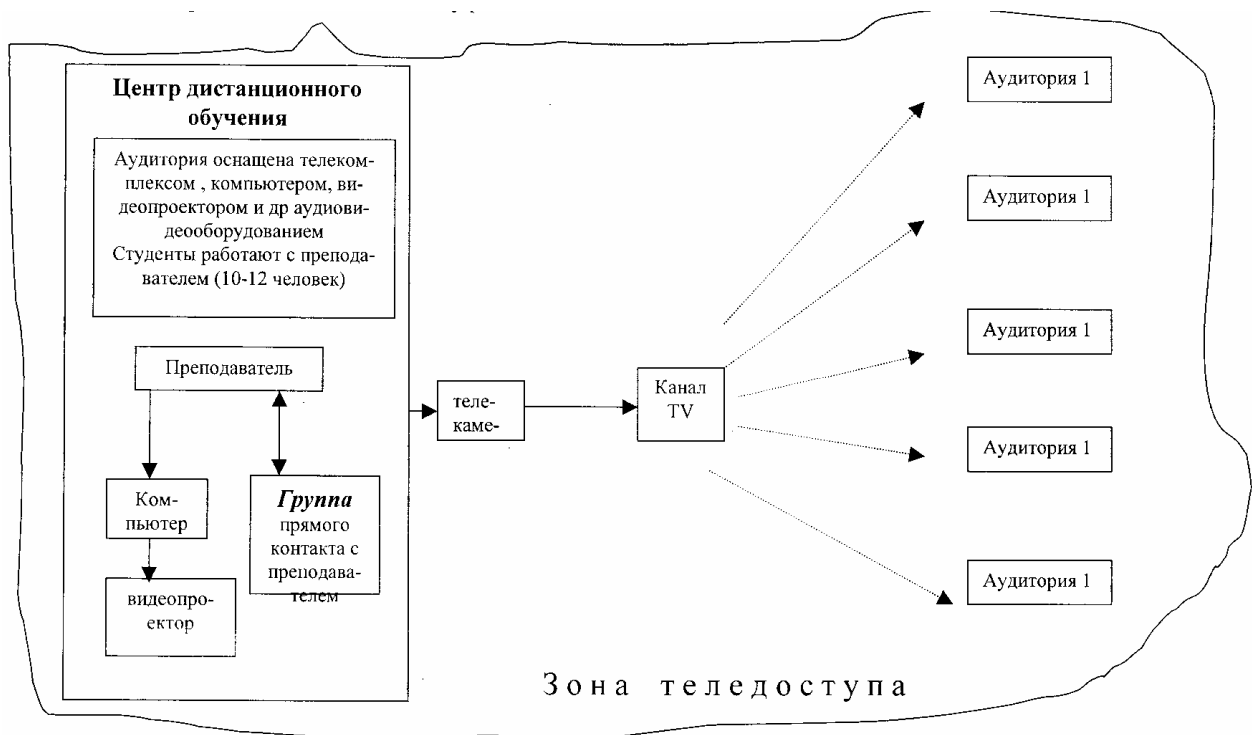 Центр дистанционного
обучения
Аудитория оснащена телеком-
плексом , компьютером, ви-
деопроектором и др аудиови-
деооборудованием
Студенты работают с препода-
вателем (10-12 человек)
Преподаватель
Ком-
пьютер
видеопро-
ектор
Группа
прямого
контакта с
преподава-
телем
теле-
каме-
Канал
TV
Аудитория 1
Аудитория 1
Аудитория 1
Аудитория 1
Аудитория 1
Зона теледоступа